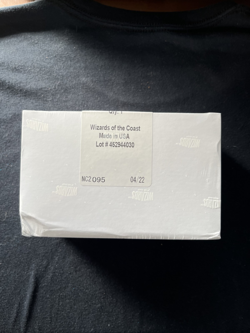 Wizards of the Coast
Made in USA
Lot # 462944030
NC2095 04/22